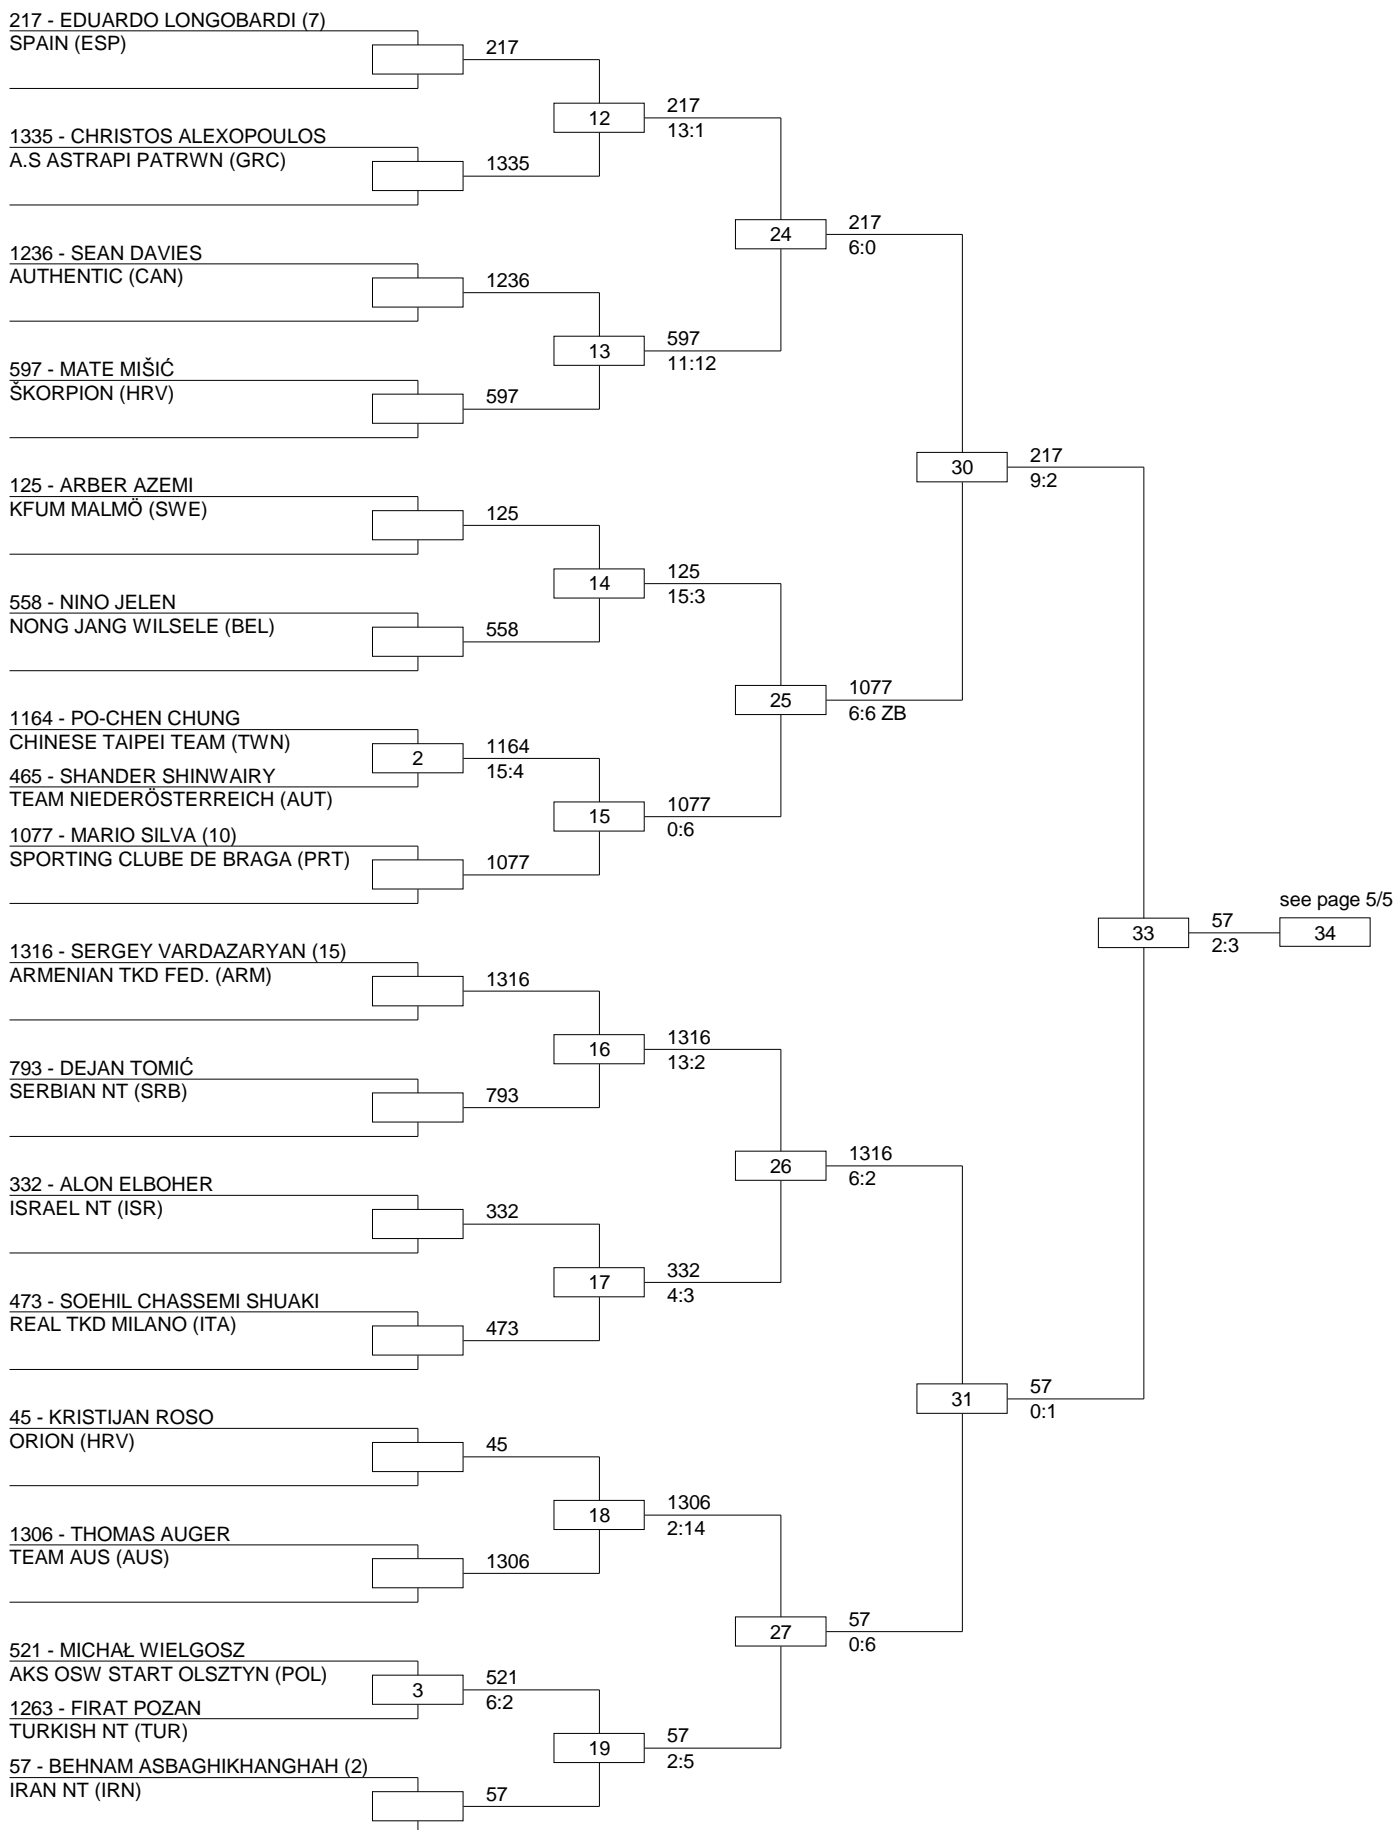 217 - EDUARDO LONGOBARDI (7)
SPAIN (ESP)
217
12
217
13:1
1335 - CHRISTOS ALEXOPOULOS
A.S ASTRAPI PATRWN (GRC)
1335
24
217
6:0
1236 - SEAN DAVIES
AUTHENTIC (CAN)
1236
13
597
11:12
597 - MATE MIŠIĆ
ŠKORPION (HRV)
597
30
217
9:2
125 - ARBER AZEMI
KFUM MALMÖ (SWE)
125
14
125
15:3
558 - NINO JELEN
NONG JANG WILSELE (BEL)
558
25
1077
6:6 ZB
1164 - PO-CHEN CHUNG
CHINESE TAIPEI TEAM (TWN)
2
1164
15:4
465 - SHANDER SHINWAIRY
TEAM NIEDERÖSTERREICH (AUT)
15
1077
0:6
1077 - MARIO SILVA (10)
SPORTING CLUBE DE BRAGA (PRT)
1077
see page 5/5
33
57
2:3
34
1316 - SERGEY VARDAZARYAN (15)
ARMENIAN TKD FED. (ARM)
1316
16
1316
13:2
793 - DEJAN TOMIĆ
SERBIAN NT (SRB)
793
26
1316
6:2
332 - ALON ELBOHER
ISRAEL NT (ISR)
332
17
332
4:3
473 - SOEHIL CHASSEMI SHUAKI
REAL TKD MILANO (ITA)
473
31
57
0:1
45 - KRISTIJAN ROSO
ORION (HRV)
45
18
1306
2:14
1306 - THOMAS AUGER
TEAM AUS (AUS)
1306
27
57
0:6
521 - MICHAŁ WIELGOSZ
AKS OSW START OLSZTYN (POL)
3
521
6:2
1263 - FIRAT POZAN
TURKISH NT (TUR)
19
57
2:5
57 - BEHNAM ASBAGHIKHANGHAH (2)
IRAN NT (IRN)
57